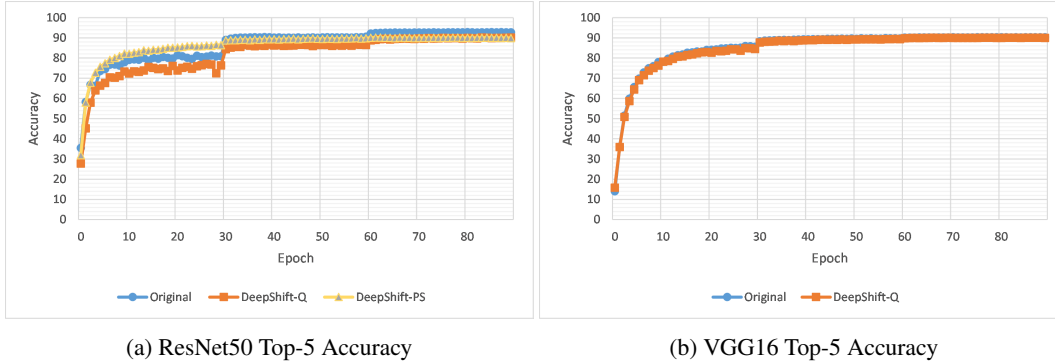 100
90
80
70
60
50
40
30
20
10
0
Accuracy
0 10 20 30 40 50 60 70 80
Epoch
Original DeepShift-Q DeepShift-PS
(a) ResNet50 Top-5 Accuracy
100
90
80
70
60
50
40
30
20
10
0
Accuracy
0 10 20 30 40 50 60 70 80
Epoch
Original DeepShift-Q
(b) VGG16 Top-5 Accuracy